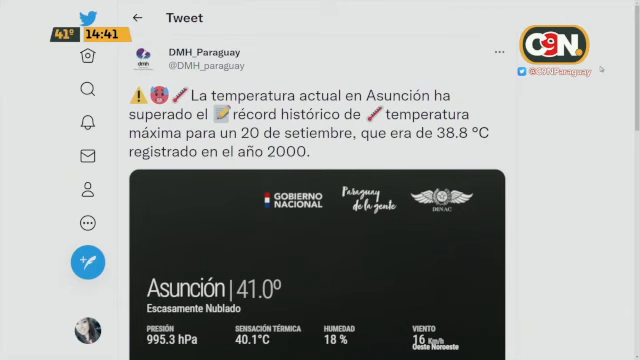 41º 14:41
Tweet
C9N.
@C9NParaguay
DMH_Paraguay
@DMH_paraguay
dmh
⚠️🥵🌡️La temperatura actual en Asunción ha
superado el 📝récord histórico de 🌡️temperatura
máxima para un 20 de setiembre, que era de 38.8 °C
registrado en el año 2000.
GOBIERNO
NACIONAL
Paraguay
de la gente
DINAC
Asunción | 41.0º
Escasamente Nublado
PRESIÓN SENSACIÓN TÉRMICA HUMEDAD VIENTO
995.3 hPa 40.1°C 18 % 16 Km/h
Oeste Noroeste